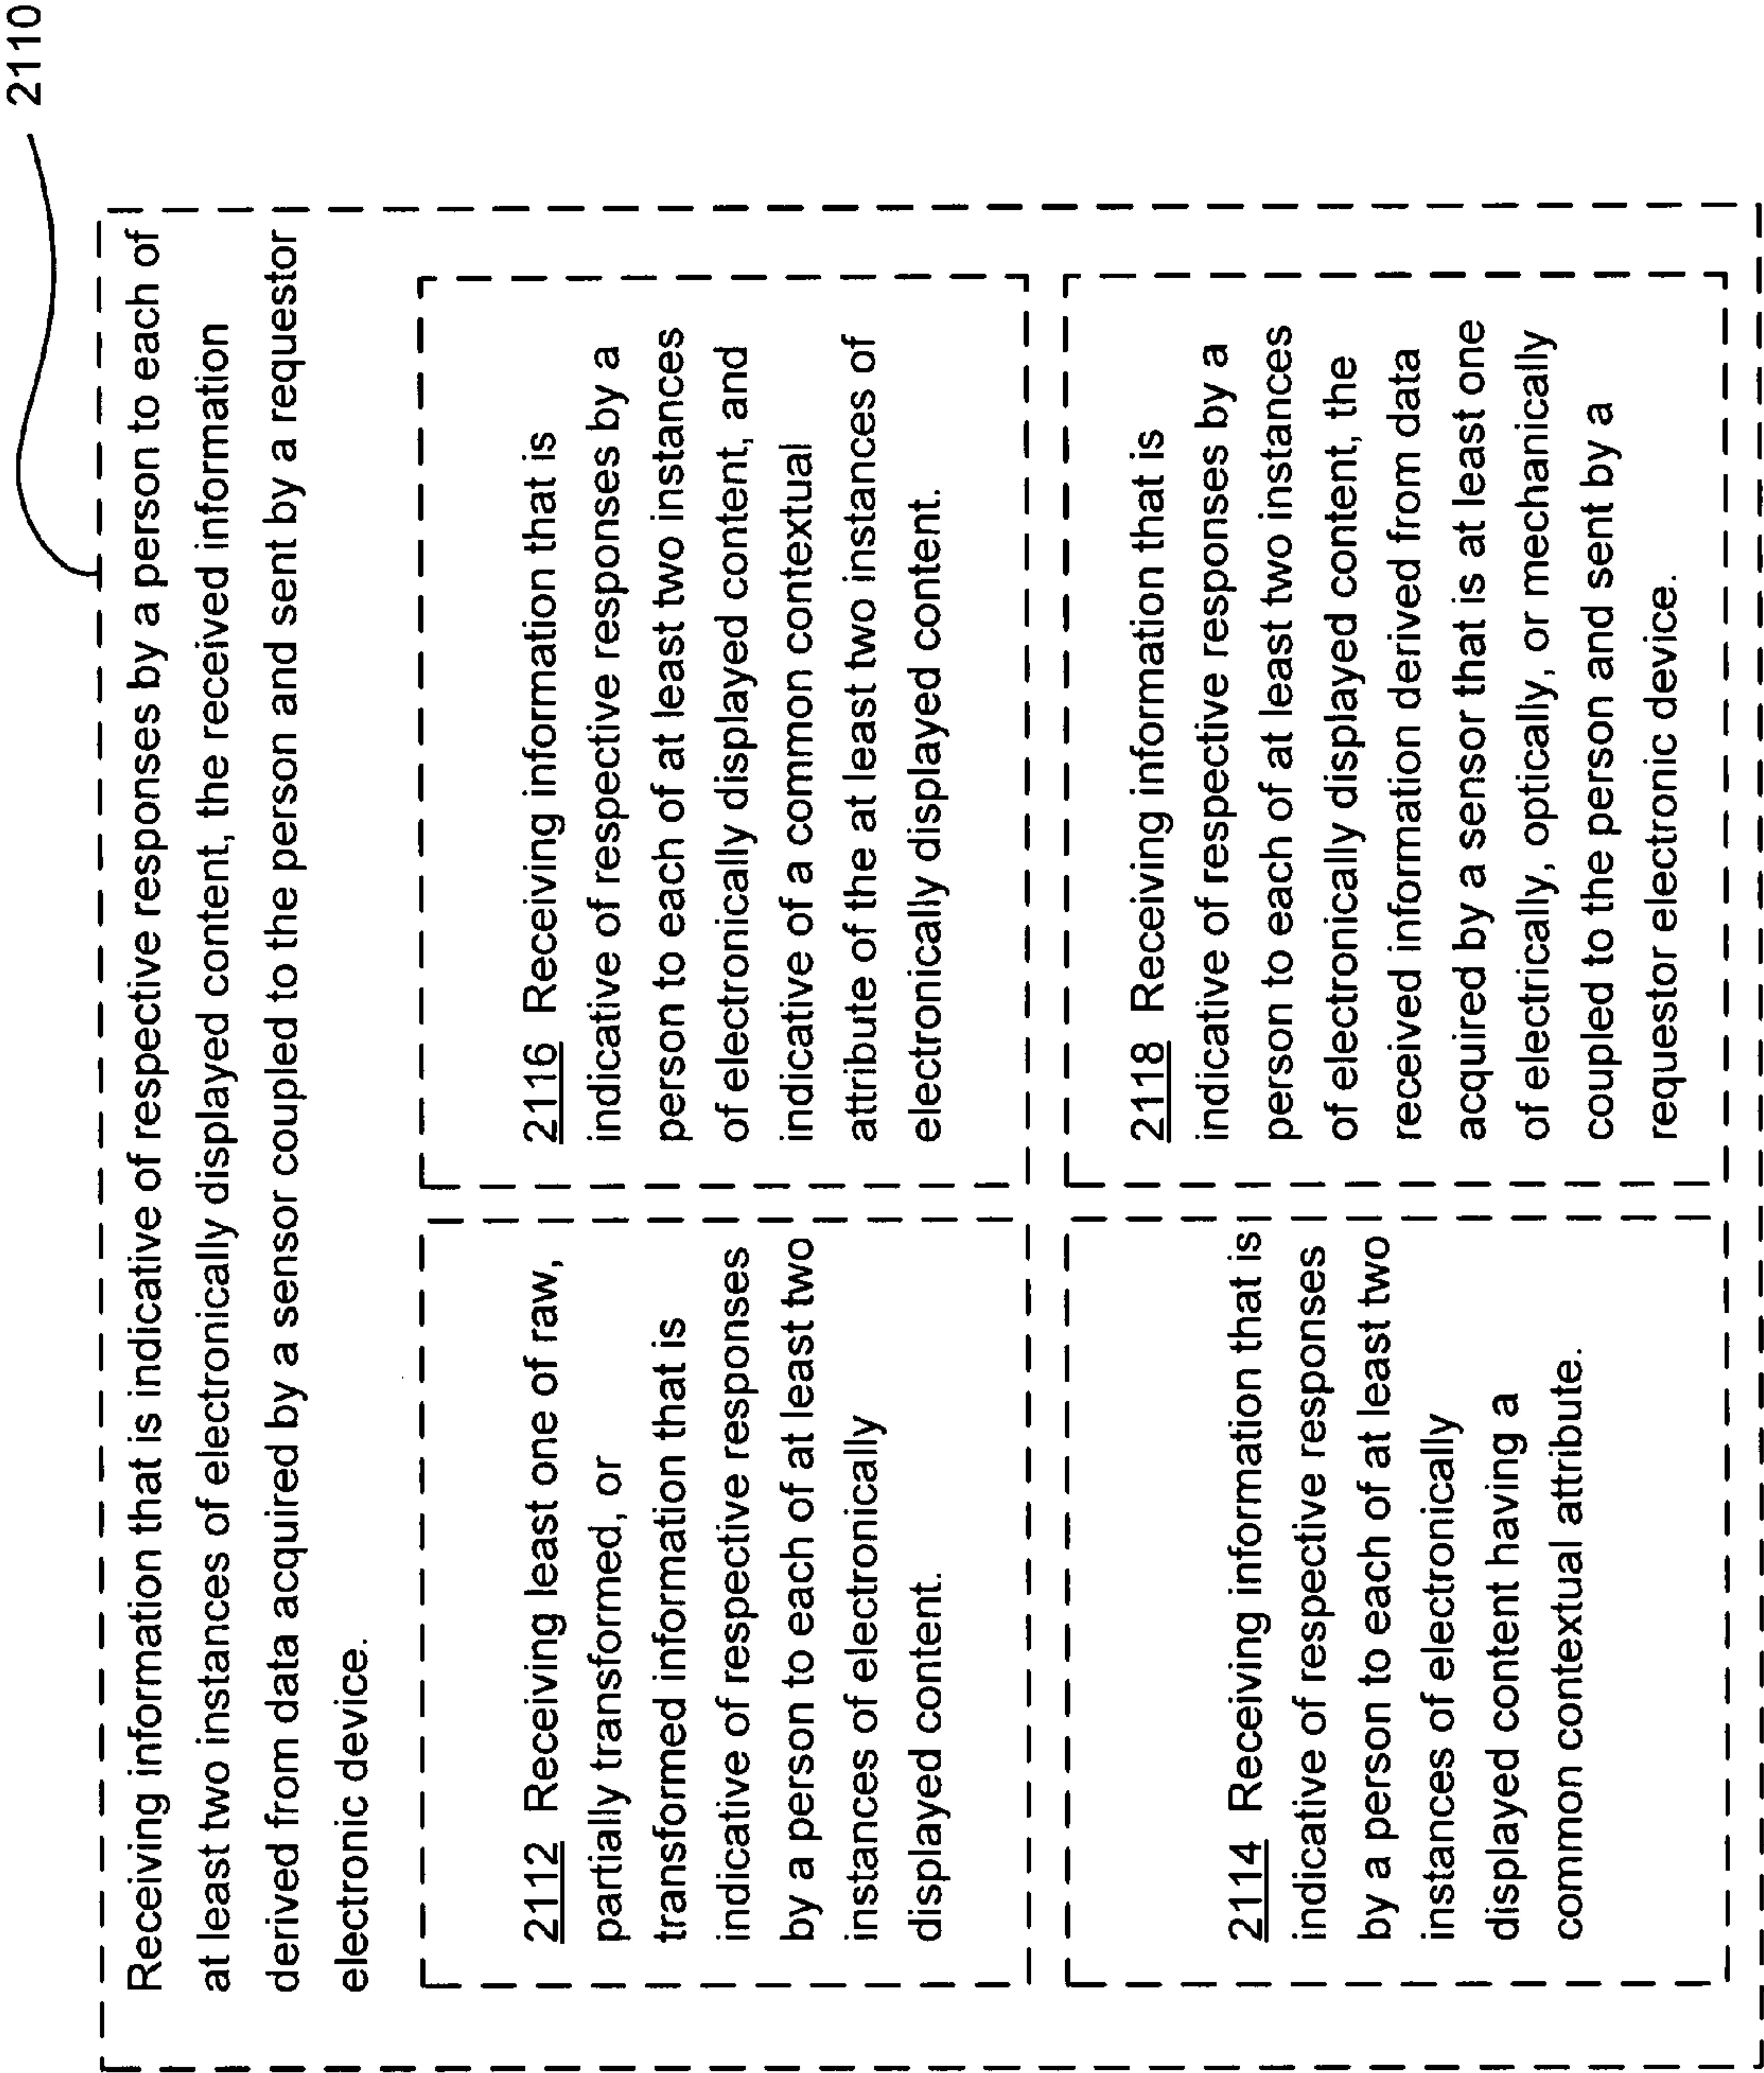 2110
Receiving information that is indicative of respective responses by a person to each of
at least two instances of electronically displayed content, the received information
derived from data acquired by a sensor coupled to the person and sent by a requestor
electronic device.
2112 Receiving least one of raw,
partially transformed, or
transformed information that is
indicative of respective responses
by a person to each of at least two
instances of electronically
displayed content.
2116 Receiving information that is
indicative of respective responses by a
person to each of at least two instances
of electronically displayed content, and
indicative of a common contextual
attribute of the at least two instances of
electronically displayed content.
2114 Receiving information that is
indicative of respective responses
by a person to each of at least two
instances of electronically
displayed content having a
common contextual attribute.
2118 Receiving information that is
indicative of respective responses by a
person to each of at least two instances
of electronically displayed content, the
received information derived from data
acquired by a sensor that is at least one
of electrically, optically, or mechanically
coupled to the person and sent by a
requestor electronic device.